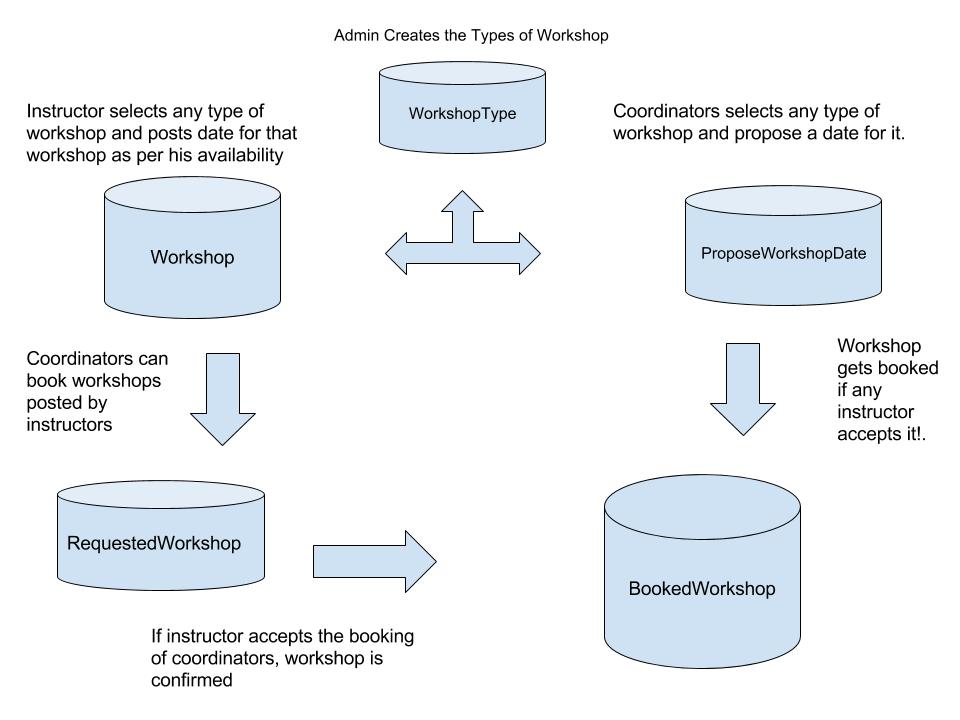 Admin Creates the Types of Workshop
WorkshopType
Instructor selects any type of
workshop and posts date for that
workshop as per his availability
Coordinators selects any type of
workshop and propose a date for it.
Workshop
ProposeWorkshopDate
Coordinators can
book workshops
posted by
instructors
Workshop
gets booked
if any
instructor
accepts it!.
RequestedWorkshop
BookedWorkshop
If instructor accepts the booking
of coordinators, workshop is
confirmed